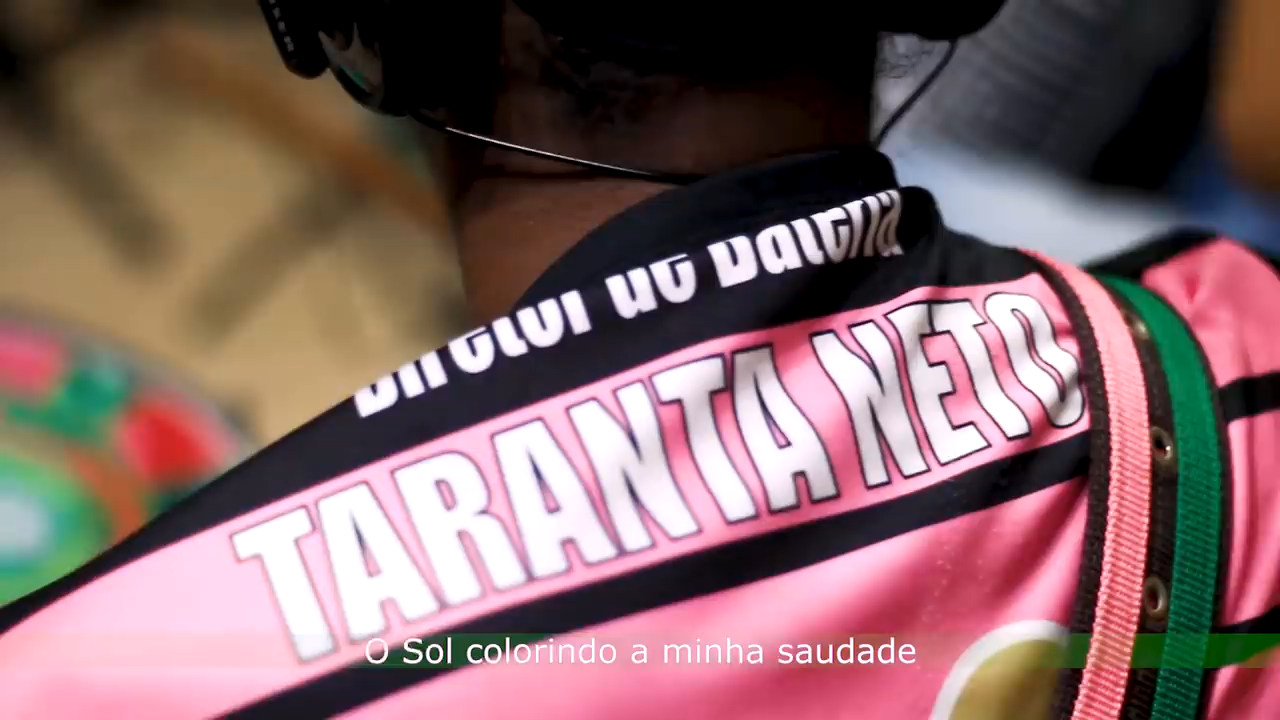 Diretor de Bateria
TARANTA NETO
O Sol colorindo a minha saudade